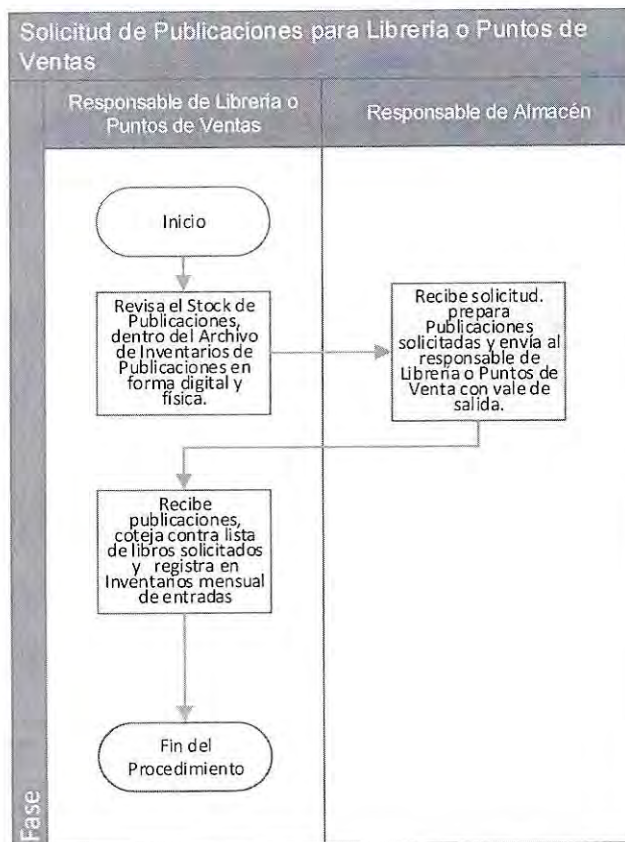 Solicitud de Publicaciones para Librería o Puntos de
Ventas
Responsable de Librería o
Puntos de Ventas
Responsable de Almacén
Inicio
Revisa el Stock de
Publicaciones,
dentro del Archivo
de Inventarios de
Publicaciones en
forma digital y
física.
Recibe solicitud.
prepara
Publicaciones
solicitadas y envía al
responsable de
Librería o Puntos de
Venta con vale de
salida.
Recibe
publicaciones,
coteja contra lista
de libros solicitados
y registra en
Inventarios mensual
de entradas
Fin del
Procedimiento
Fase